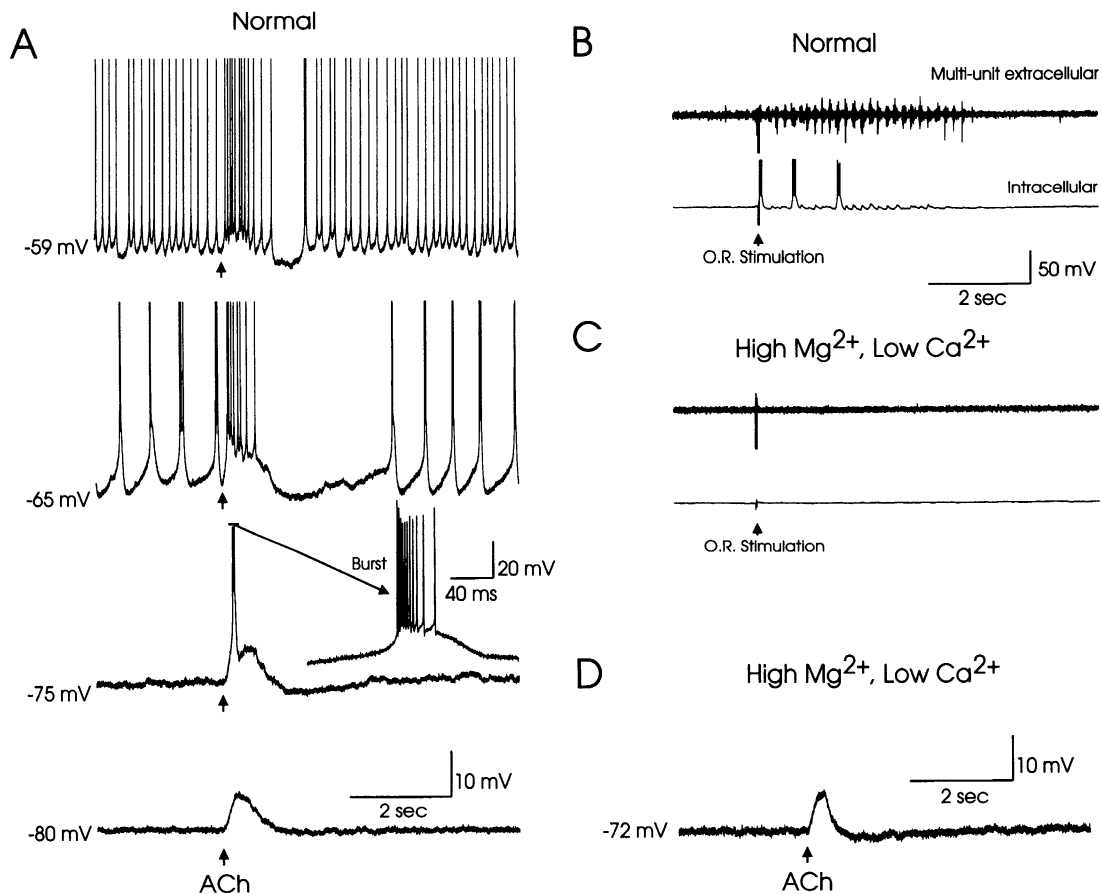 A
Normal
-59 mV
-65 mV
Burst
20 mV
40 ms
-75 mV
10 mV
2 sec
-80 mV
ACh
B
Normal
Multi-unit extracellular
Intracellular
O.R. Stimulation
50 mV
2 sec
C
High Mg2+, Low Ca2+
O.R. Stimulation
D
High Mg2+, Low Ca2+
10 mV
2 sec
-72 mV
ACh